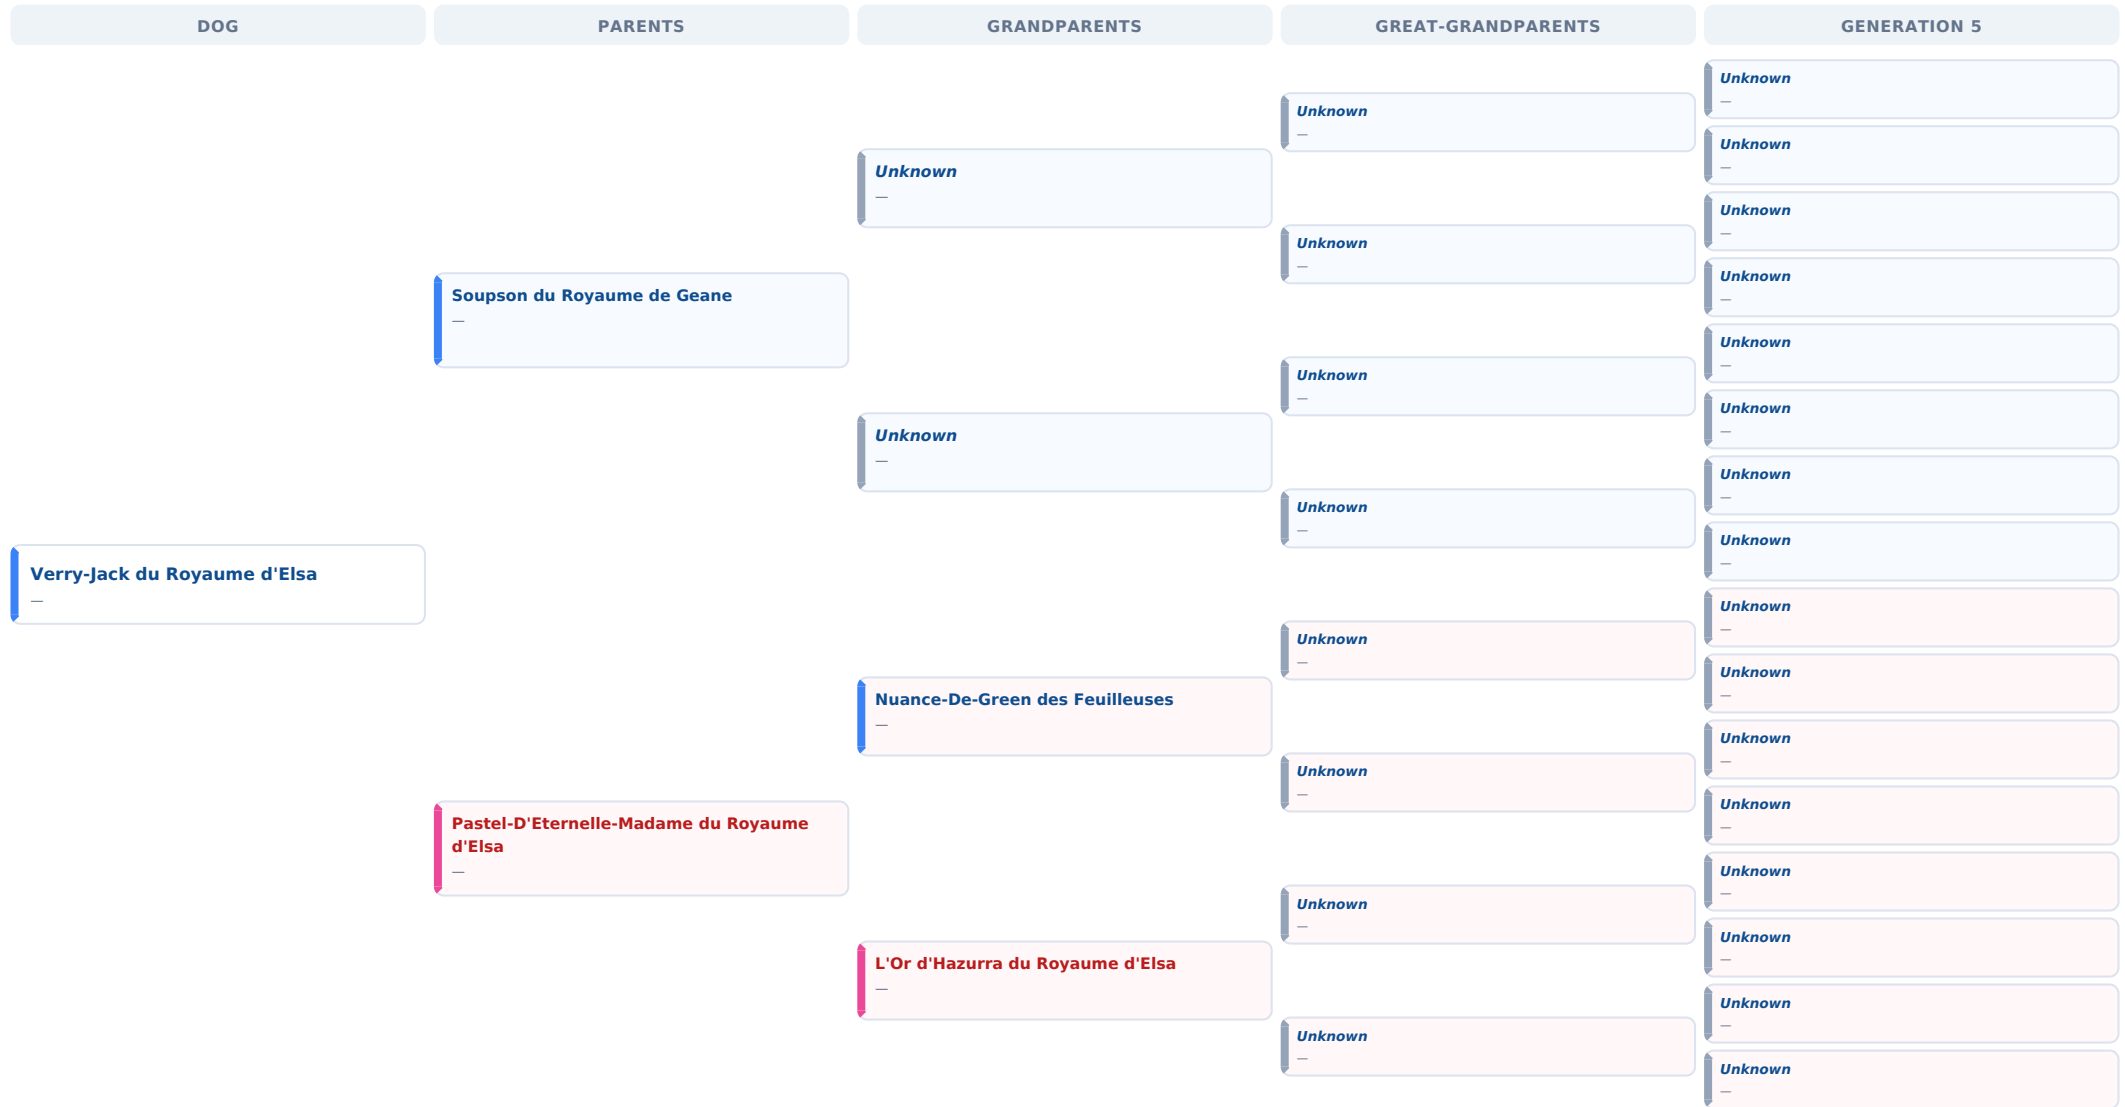 DOG
PARENTS
GRANDPARENTS
GREAT-GRANDPARENTS
GENERATION 5
Verry-Jack du Royaume d'Elsa
—
Soupson du Royaume de Geane
—
Pastel-D'Eternelle-Madame du Royaume
d'Elsa
—
Unknown
—
Unknown
—
Nuance-De-Green des Feuilleuses
—
L'Or d'Hazurra du Royaume d'Elsa
—
Unknown
—
Unknown
—
Unknown
—
Unknown
—
Unknown
—
Unknown
—
Unknown
—
Unknown
—
Unknown
—
Unknown
—
Unknown
—
Unknown
—
Unknown
—
Unknown
—
Unknown
—
Unknown
—
Unknown
—
Unknown
—
Unknown
—
Unknown
—
Unknown
—
Unknown
—
Unknown
—
Unknown
—